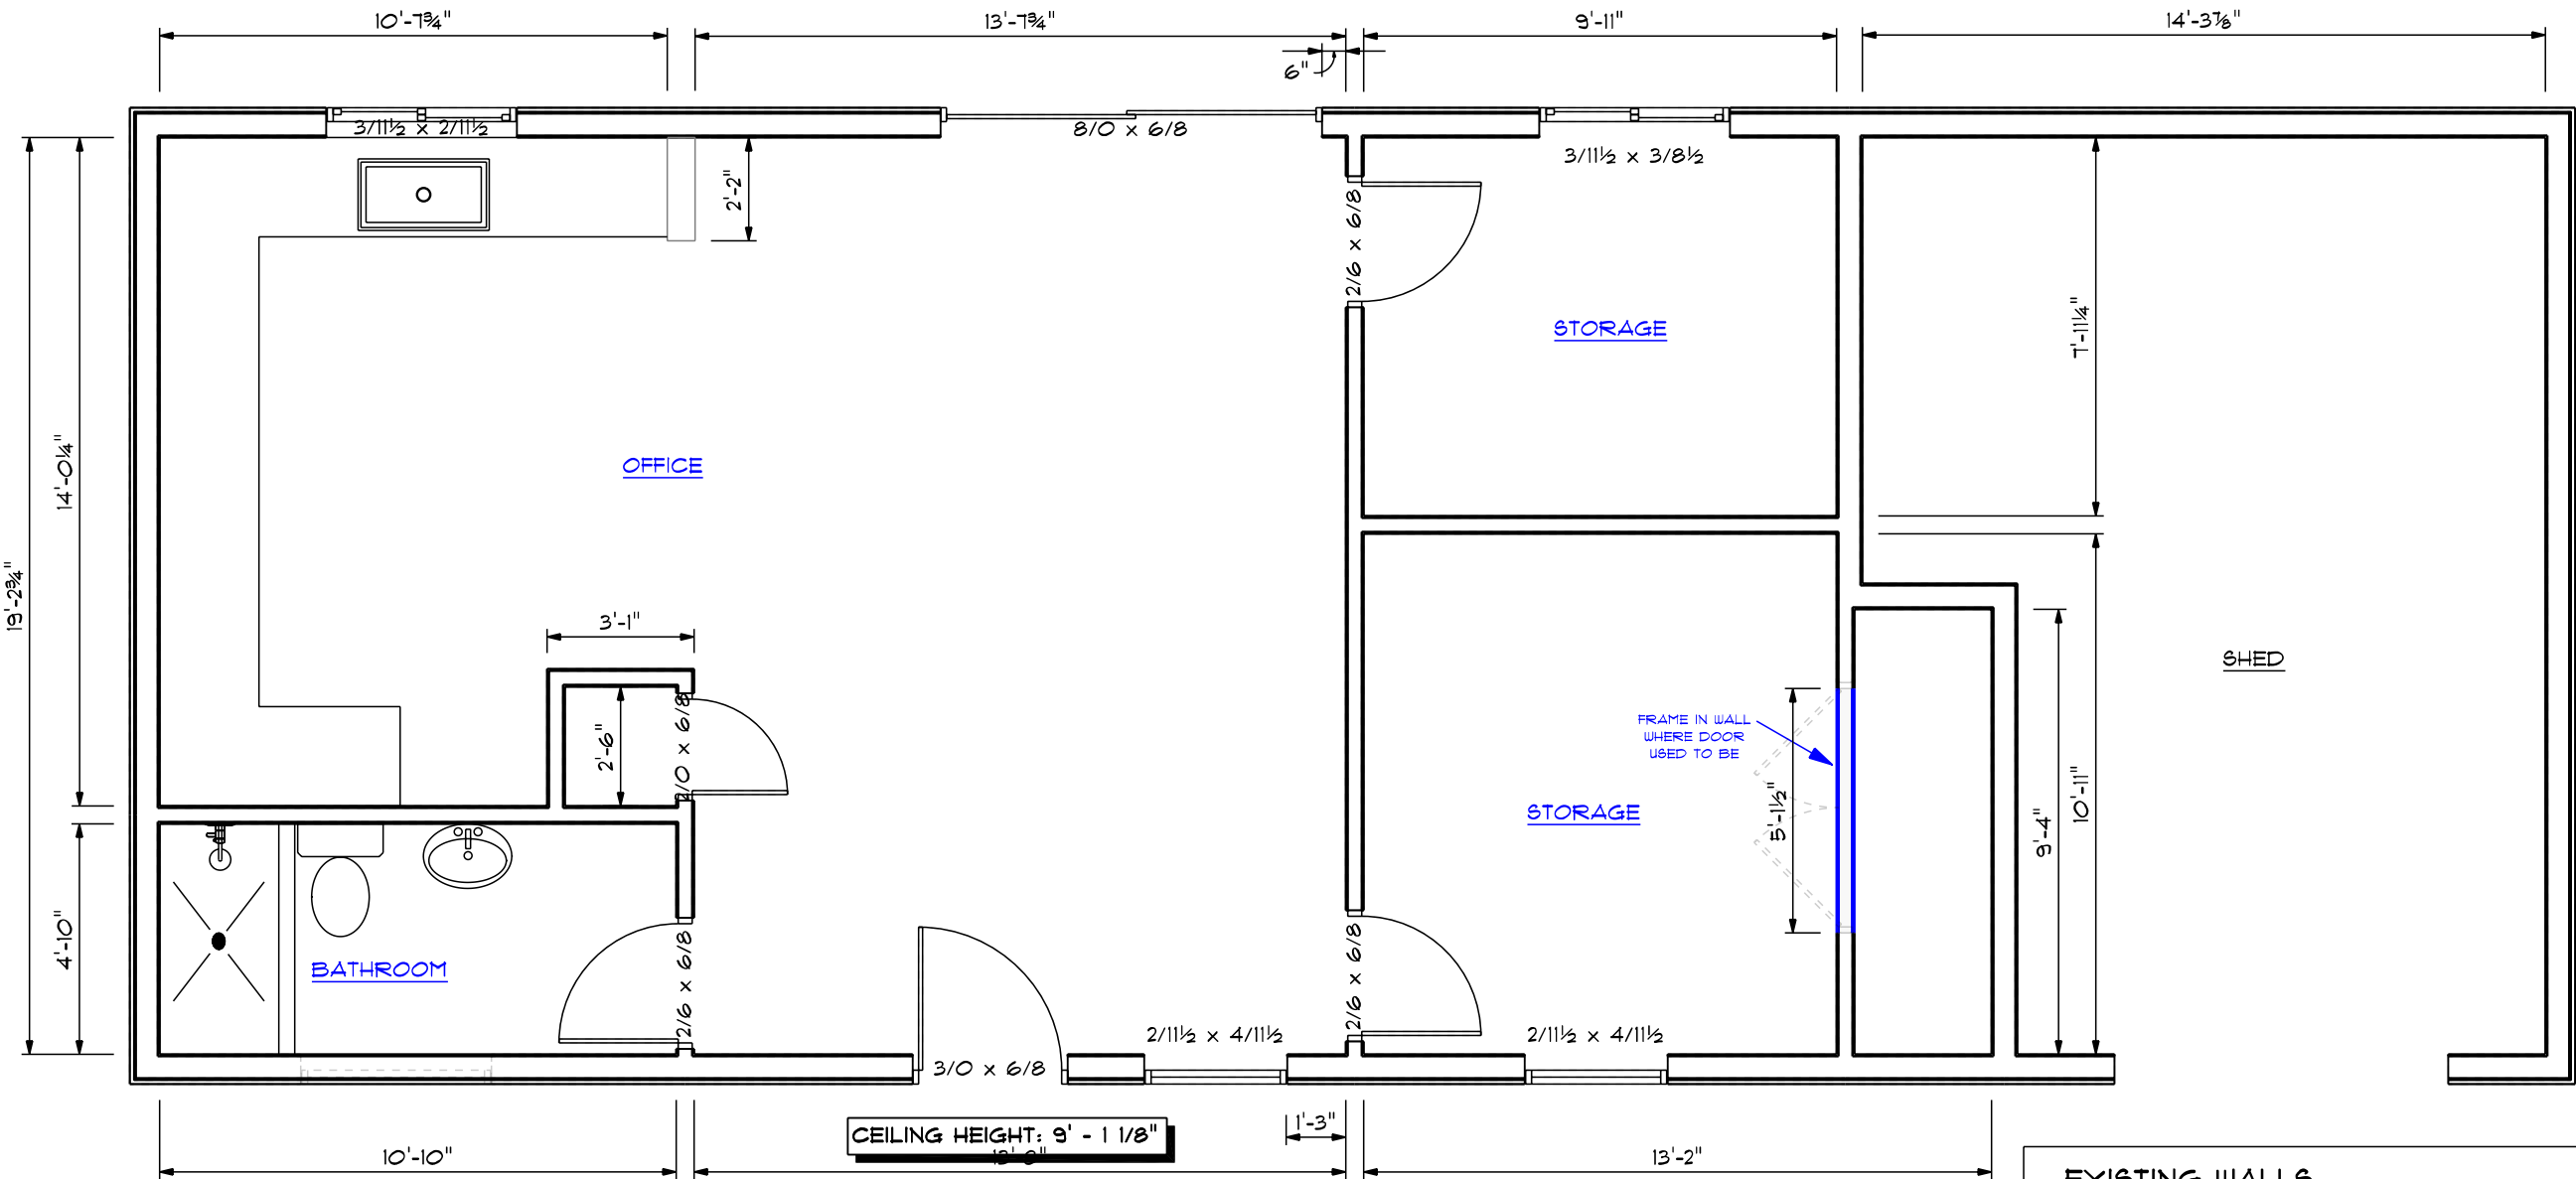 10'-7¾"
13'-7¾"
9'-11"
14'-3⅞"
6"
3/11½ x 2/11½
8/0 x 6/8
3/11½ x 3/8½
2'-2"
2/6 x 6/8
STORAGE
7'-11¼"
14'-0¼"
OFFICE
19'-2¾"
3'-1"
SHED
2/0 x 6/8
2'-6"
FRAME IN WALL
WHERE DOOR
USED TO BE
STORAGE
5'-1½"
9'-4"
10'-11"
4'-10"
BATHROOM
2/6 x 6/8
2/6 x 6/8
2/11½ x 4/11½
2/11½ x 4/11½
3/0 x 6/8
CEILING HEIGHT: 9' - 1 1/8"
1'-3"
10'-10"
13'-2"
EXISTING WALLS